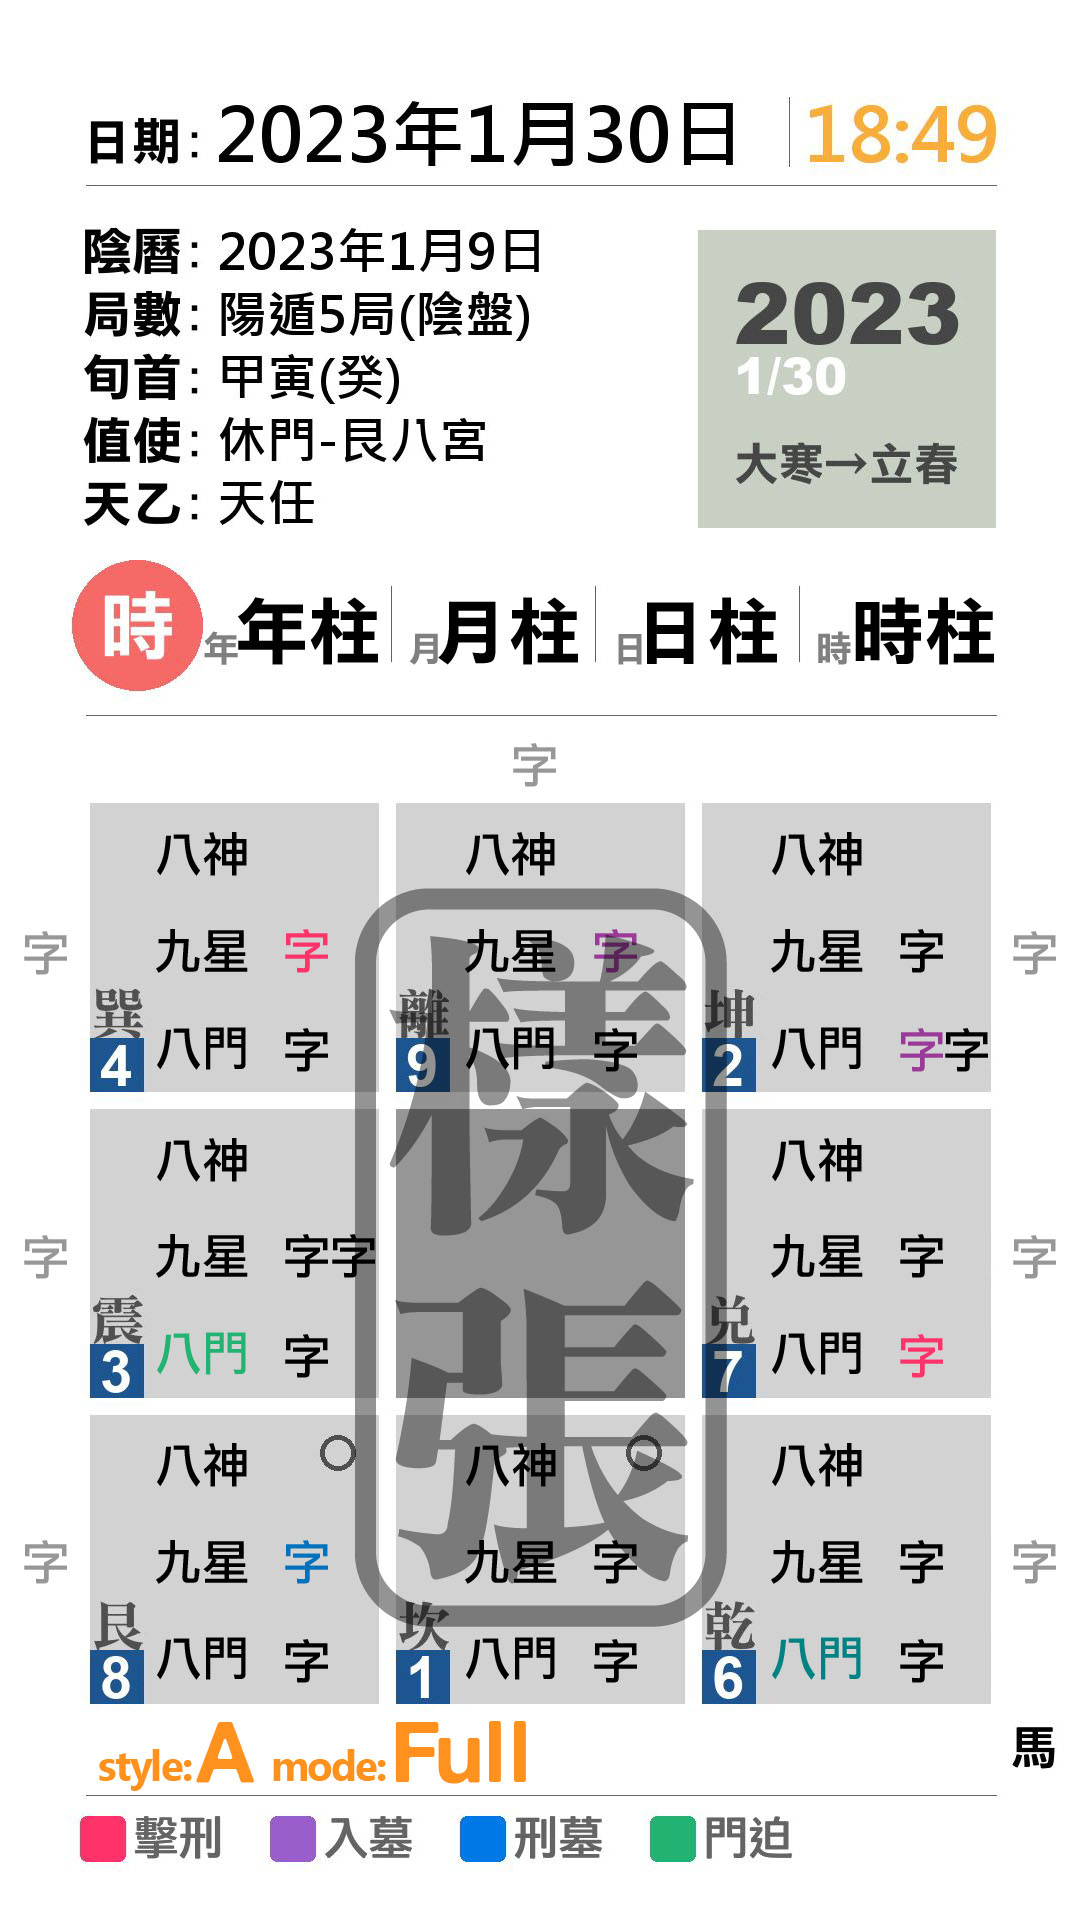 日期: 2023年1月30日 18:49
陰曆: 2023年1月9日
局數: 陽遁5局(陰盤)
旬首: 甲寅(癸)
值使: 休門-艮八宮
天乙: 天任
2023
1/30
大寒→立春
時 年年柱 月月柱 日日柱 時時柱
字
八神 八神 八神
字 九星 字 九星 字 九星 字 字
巽 離 坤
4 八門 字 9 八門 字 2 八門 字字
八神 八神
字 九星 字字 九星 字 字
震 兑
3 八門 字 7 八門 字
八神 八神 八神
字 九星 字 九星 字 九星 字 字
艮 坎 乾
8 八門 字 1 八門 字 6 八門 字
樣張
style:A mode:Full 馬
擊刑 入墓 刑墓 門迫